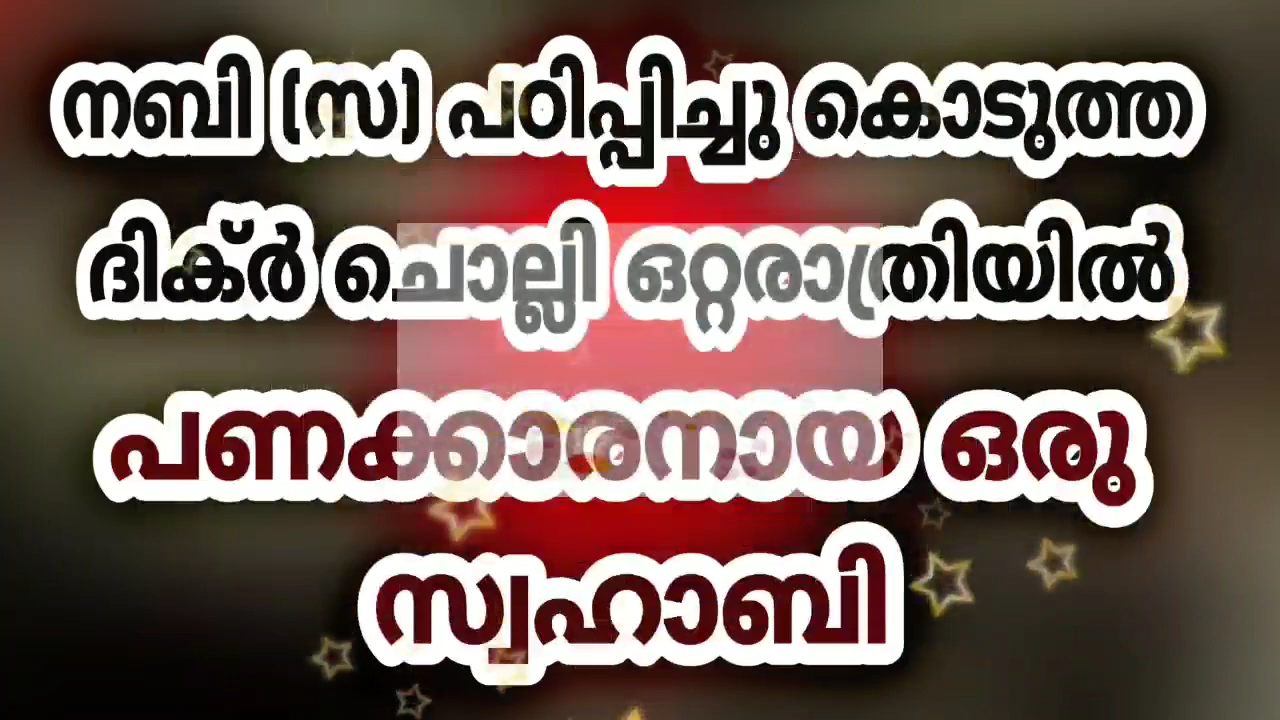 നബി (സ) പഠിപ്പിച്ചു കൊടുത്ത
ദിക്ർ ചൊല്ലി ഒറ്റരാത്രിയിൽ
പണക്കാരനായ ഒരു
സ്വഹാബി